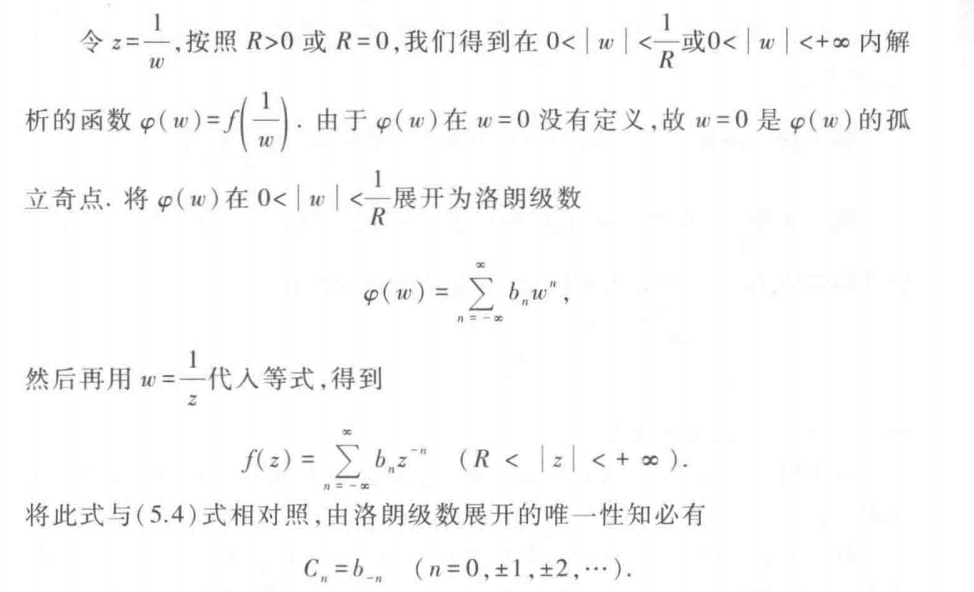 令 z=1/w,按照 R>0 或 R=0,我们得到在 0<|w|<1/R或0<|w|<+∞ 内解
析的函数 φ(w)=f(1/w). 由于 φ(w)在 w=0 没有定义,故 w=0 是 φ(w)的孤
立奇点. 将 φ(w)在 0<|w|<1/R展开为洛朗级数
φ(w) = ∑_{n=-∞}^{∞} b_n w^n,
然后再用 w=1/z代入等式,得到
f(z) = ∑_{n=-∞}^{∞} b_n z^{-n} (R < |z| < +∞).
将此式与(5.4)式相对照,由洛朗级数展开的唯一性知必有
C_n=b_{-n} (n=0,±1,±2,…).